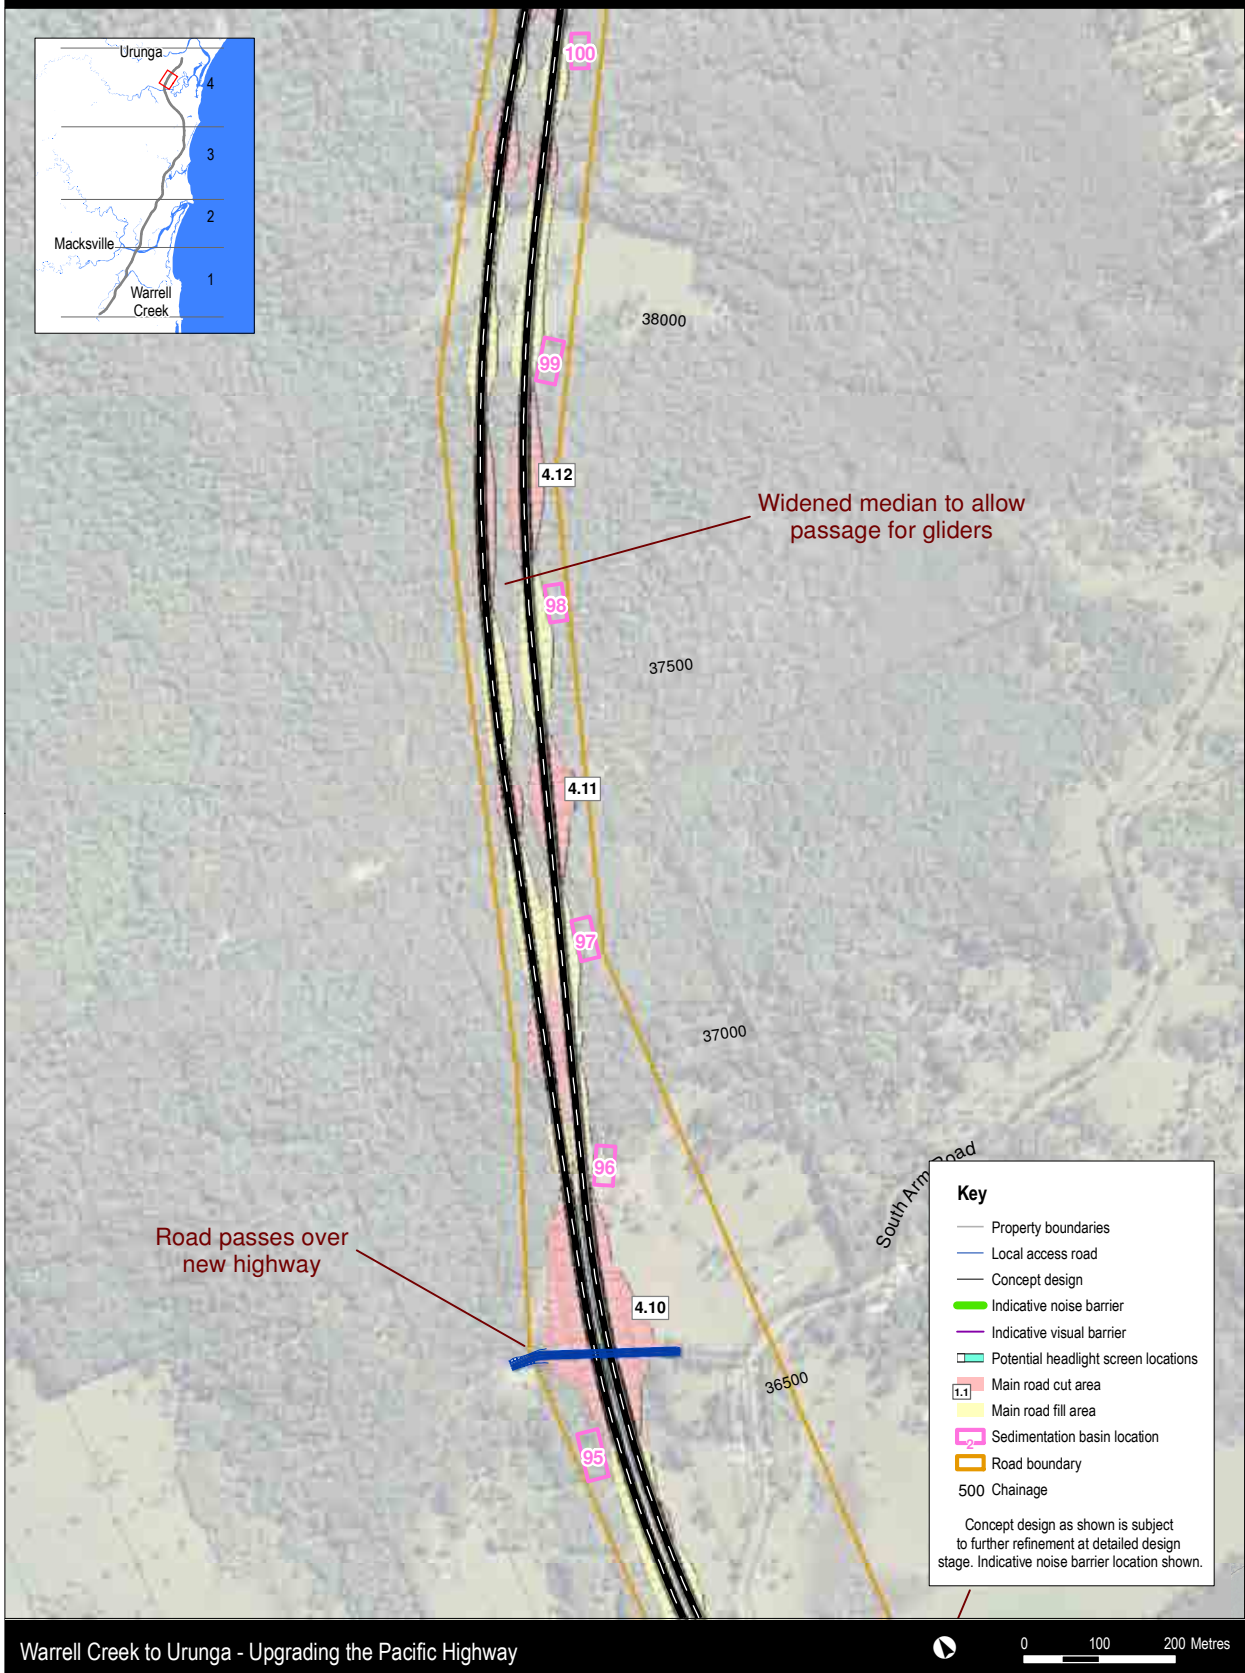 Urunga
4
3
2
Macksville
1
Warrell
Creek
100
38000
99
4.12
Widened median to allow
passage for gliders
98
37500
4.11
97
37000
96
South Arm Road
Road passes over
new highway
4.10
36500
95
Key
Property boundaries
Local access road
Concept design
Indicative noise barrier
Indicative visual barrier
Potential headlight screen locations
1.1 Main road cut area
Main road fill area
2 Sedimentation basin location
Road boundary
500 Chainage
Concept design as shown is subject
to further refinement at detailed design
stage. Indicative noise barrier location shown.
Warrell Creek to Urunga - Upgrading the Pacific Highway
0 100 200 Metres